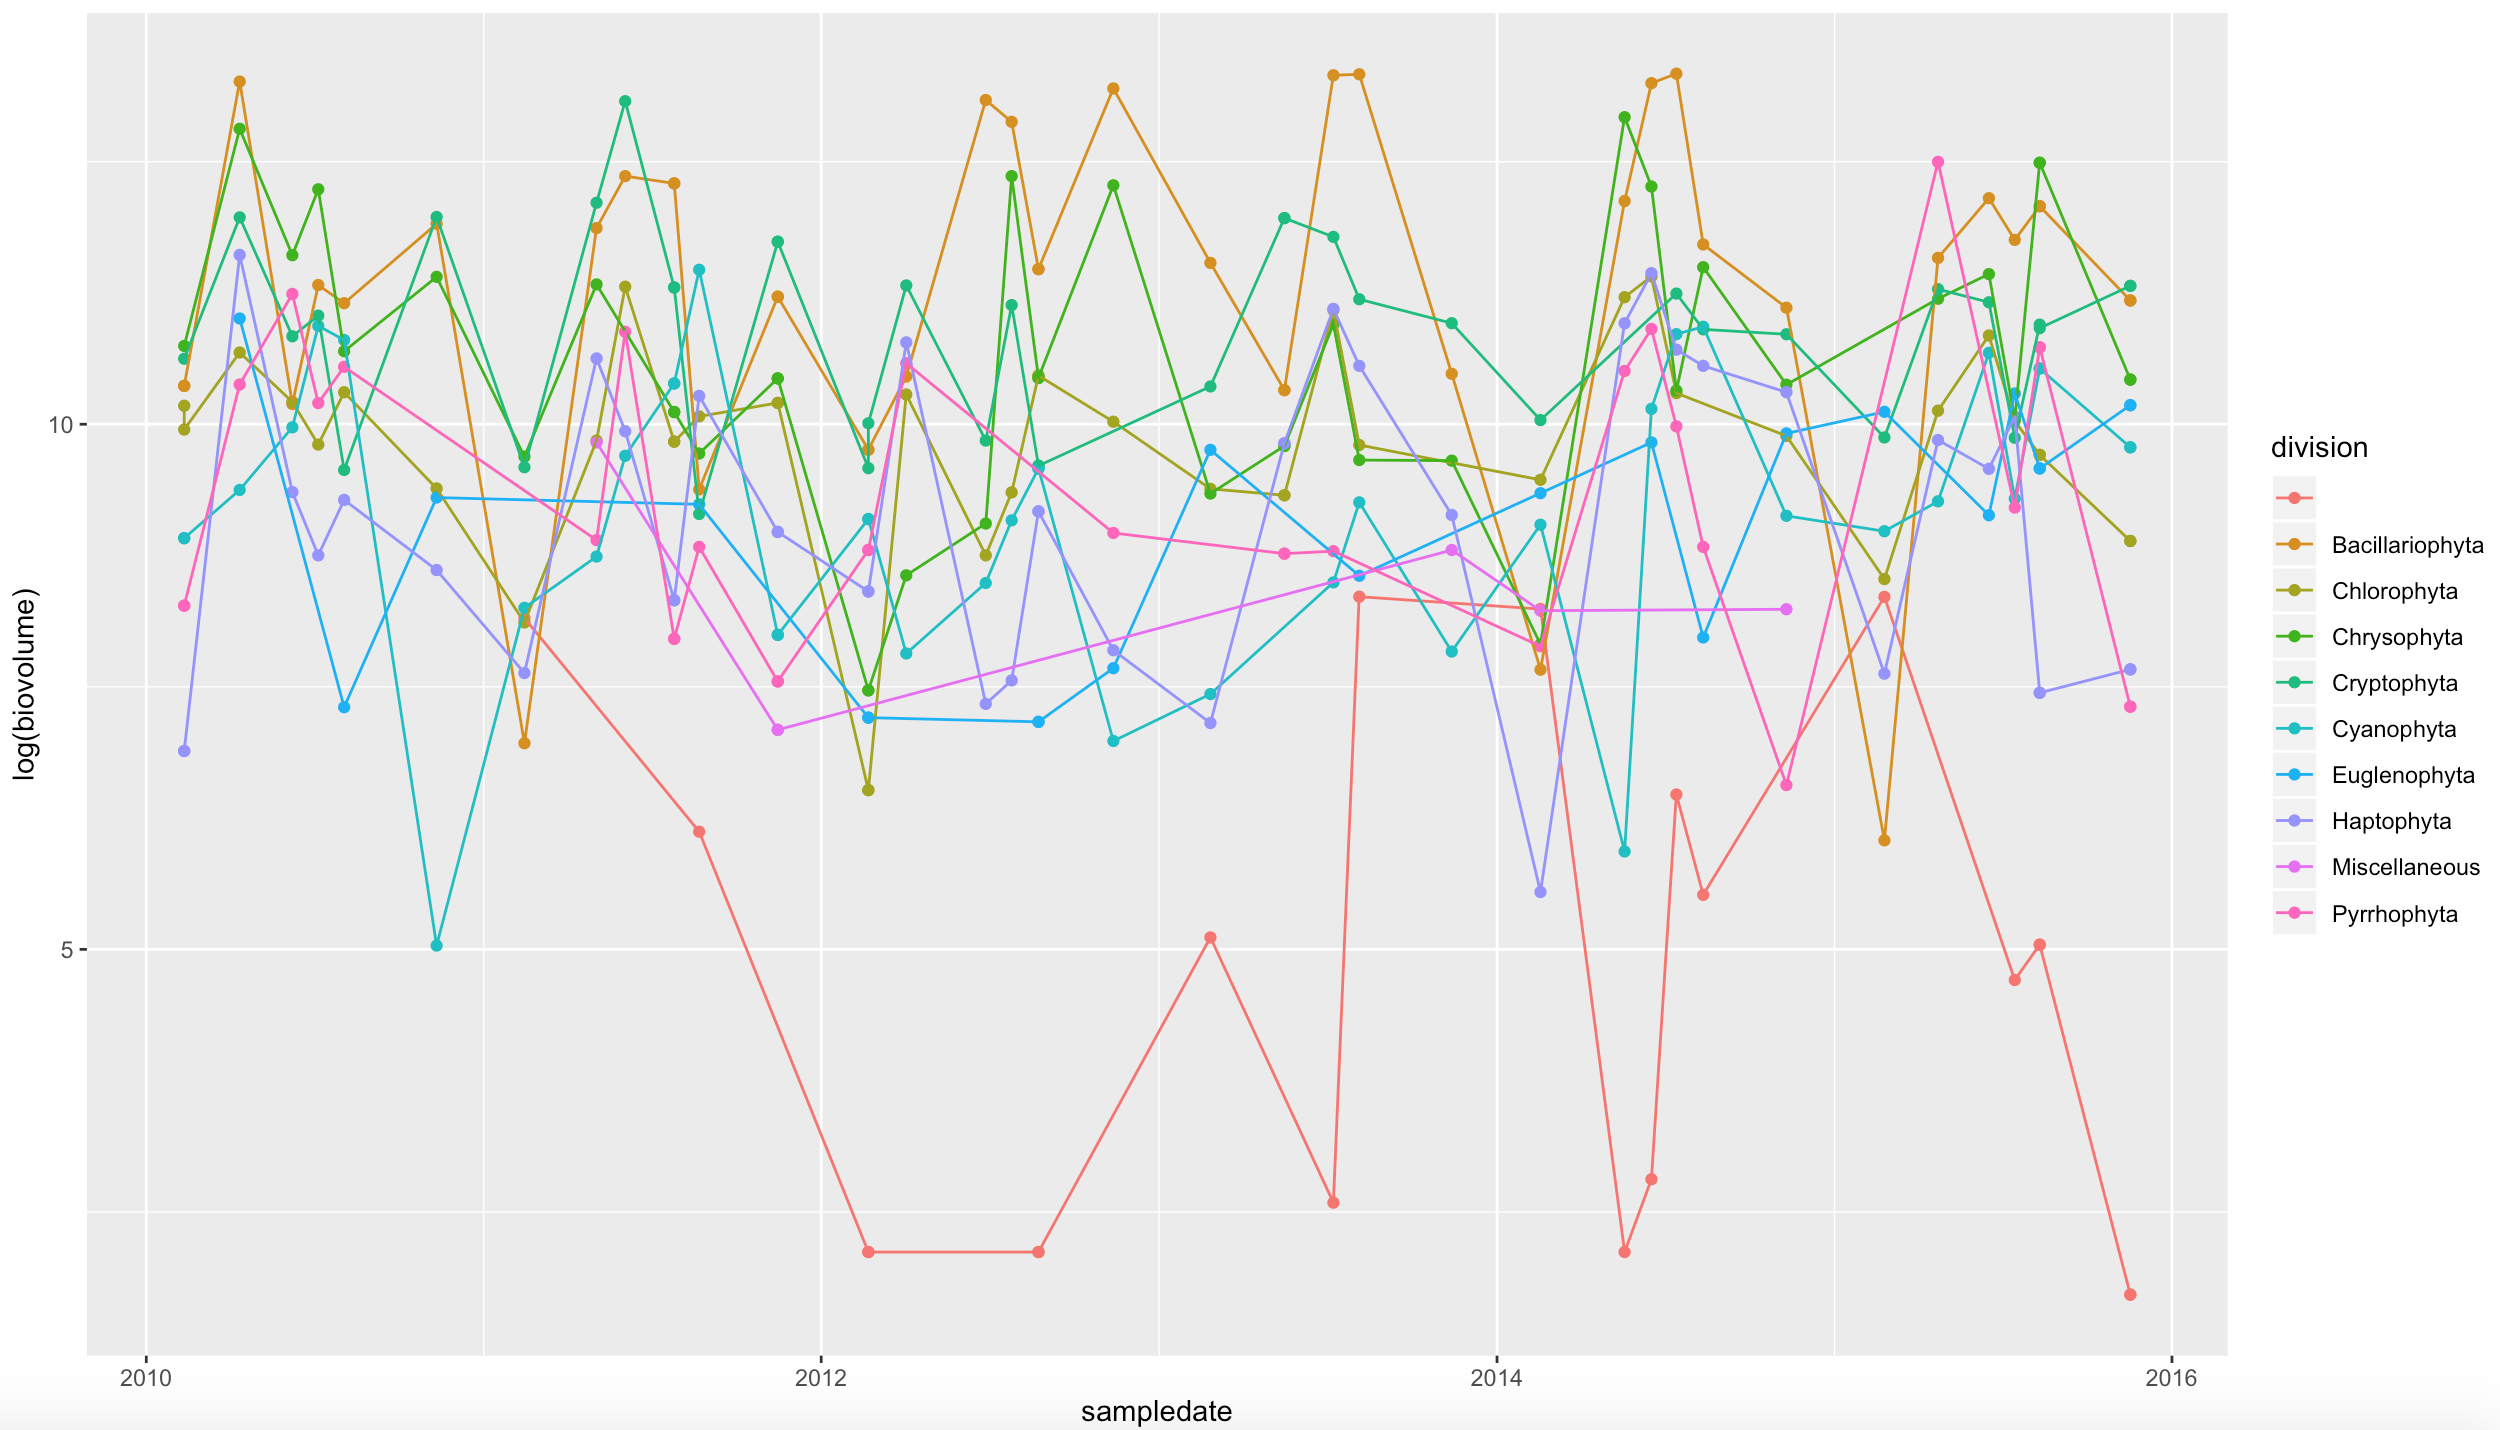 log(biovolume)
10
5
2010
2012
2014
2016
sampledate
division
Bacillariophyta
Chlorophyta
Chrysophyta
Cryptophyta
Cyanophyta
Euglenophyta
Haptophyta
Miscellaneous
Pyrrhophyta